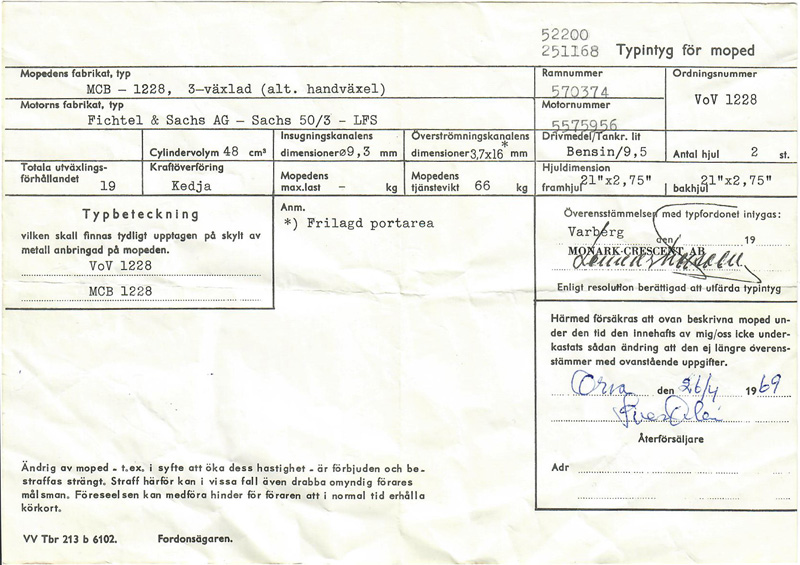 52200
251168 Typintyg för moped
Mopedens fabrikat, typ
MCB - 1228, 3-växlad (alt. handväxel)
Ramnummer
570374
Ordningsnummer
VoV 1228
Motorns fabrikat, typ
Fichtel & Sachs AG - Sachs 50/3 - LFS
Motornummer
5575956
Cylindervolym 48 cm³
Insugningskanalens
dimensioner ø9,3 mm
Överströmningskanalens
dimensioner 3,7x16* mm
Drivmedel/Tankr. lit
Bensin/9,5
Antal hjul 2 st.
Totala utväxlings-
förhållandet 19
Kraftöverföring
Kedja
Mopedens
max.last - kg
Mopedens
tjänstevikt 66 kg
Hjuldimension
framhjul 21"x2,75"
bakhjul 21"x2,75"
Typbeteckning
vilken skall finnas tydligt upptagen på skylt av
metall anbringad på mopeden.
VoV 1228
MCB 1228
Anm.
*) Frilagd portarea
Överensstämmelsen med typfordonet intygas:
Varberg den 19
MONARK-CRESCENT AB
Enligt resolution berättigad att utfärda typintyg
Härmed försäkras att ovan beskrivna moped un-
der den tid den innehafts av mig/oss icke under-
kastats sådan ändring att den ej längre överens-
stämmer med ovanstående uppgifter.
den 26/4 1969
Återförsäljare
Adr
Ändrig av moped - t.ex. i syfte att öka dess hastighet - är förbjuden och be-
straffas strängt. Straff härför kan i vissa fall även drabba omyndig förares
målsman. Föreseelsen kan medföra hinder för föraren att i normal tid erhålla
körkort.
VV Tbr 213 b 6102. Fordonsägaren.